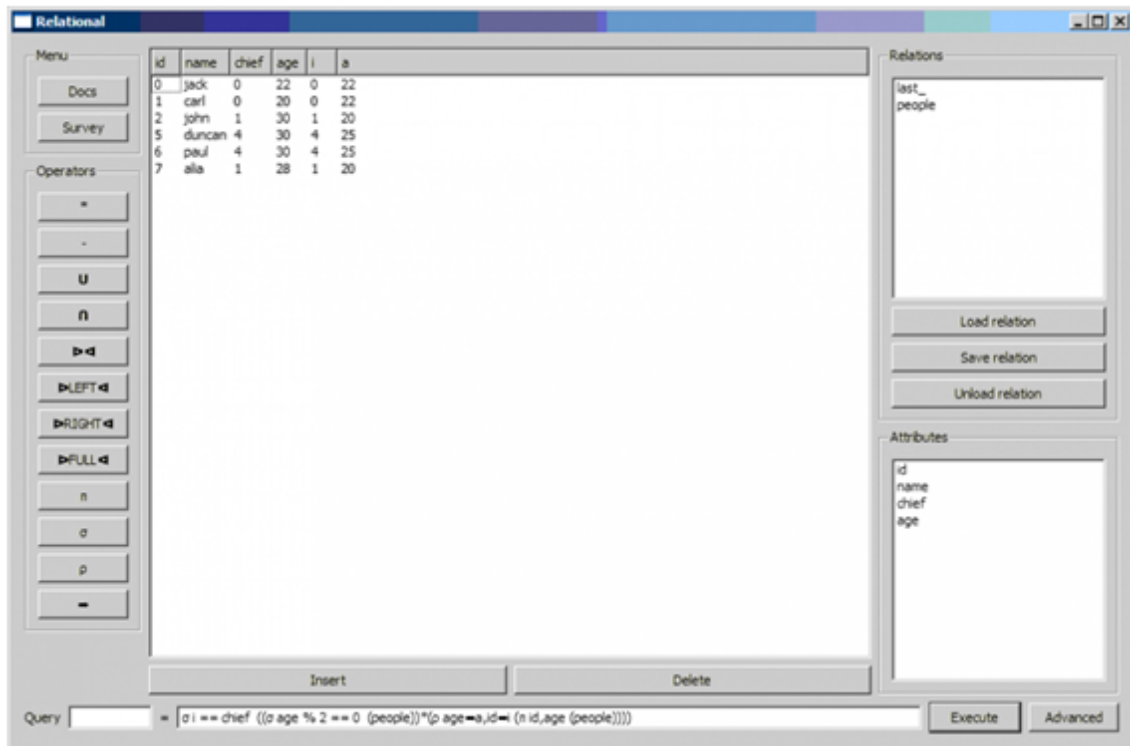 Relational
Menu
Docs
Survey
Operators
*
-
∪
∩
⊳⊲
⊳LEFT⊲
⊳RIGHT⊲
⊳FULL⊲
π
σ
ρ
➡
id name chief age i a
0 jack 0 22 0 22
1 carl 0 20 0 22
2 john 1 30 1 20
5 duncan 4 30 4 25
6 paul 4 30 4 25
7 alia 1 28 1 20
Insert
Delete
Relations
last_
people
Load relation
Save relation
Unload relation
Attributes
id
name
chief
age
Query = σ i == chief ((σ age % 2 == 0 (people))*(ρ age➡a,id➡i (π id,age (people))))
Execute
Advanced